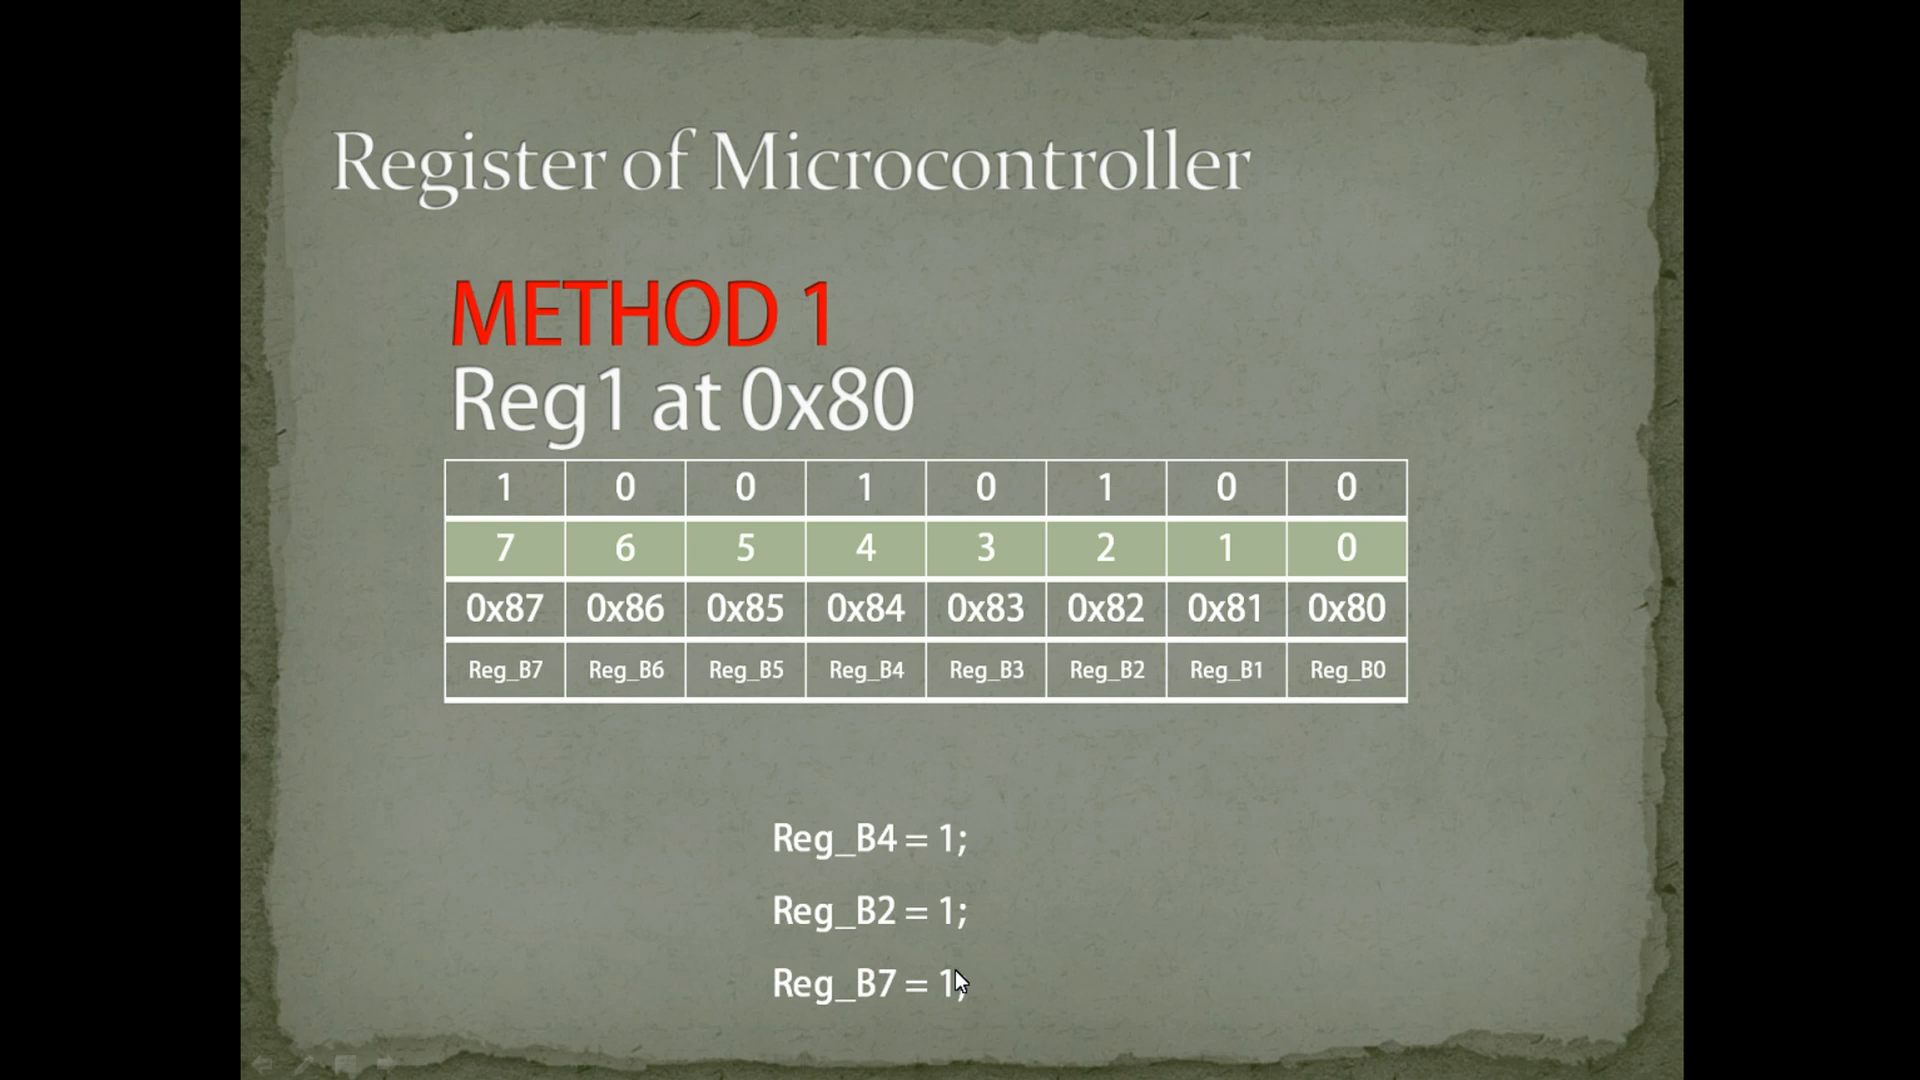 Register of Microcontroller
METHOD 1
Reg1 at 0x80
1 0 0 1 0 1 0 0
7 6 5 4 3 2 1 0
0x87 0x86 0x85 0x84 0x83 0x82 0x81 0x80
Reg_B7 Reg_B6 Reg_B5 Reg_B4 Reg_B3 Reg_B2 Reg_B1 Reg_B0
Reg_B4 = 1;
Reg_B2 = 1;
Reg_B7 = 1;